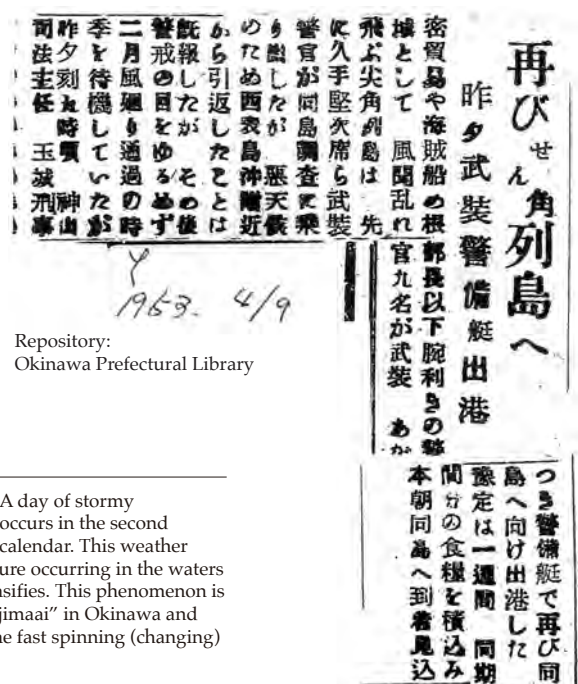 再びせん角列島へ
昨夕武装警備艇出港
密貿易や海賊船の根
城として 風聞乱れ
飛ぶ尖角列島は 先
に久手堅次席ら武装
警官が同島調査に乗
り出したが 悪天候
のため西表島沖附近
から引返したことは
既報したが その後
警戒の目をゆるめず
二月風廻り通過の時
季を待機していたが
昨夕刻九時頃 神山
司法主任 玉城刑事
部長以下腕利きの警
官九名が武装 あか
つき警備艇で再び同
島へ向け出港した
豫定は一週間 同期
間分の食糧を積込み
本朝同島へ到着見込
Y
1953. 4/9
Repository:
Okinawa Prefectural Library
A day of stormy
occurs in the second
calendar. This weather
ure occurring in the waters
nsifies. This phenomenon is
jimaai” in Okinawa and
he fast spinning (changing)